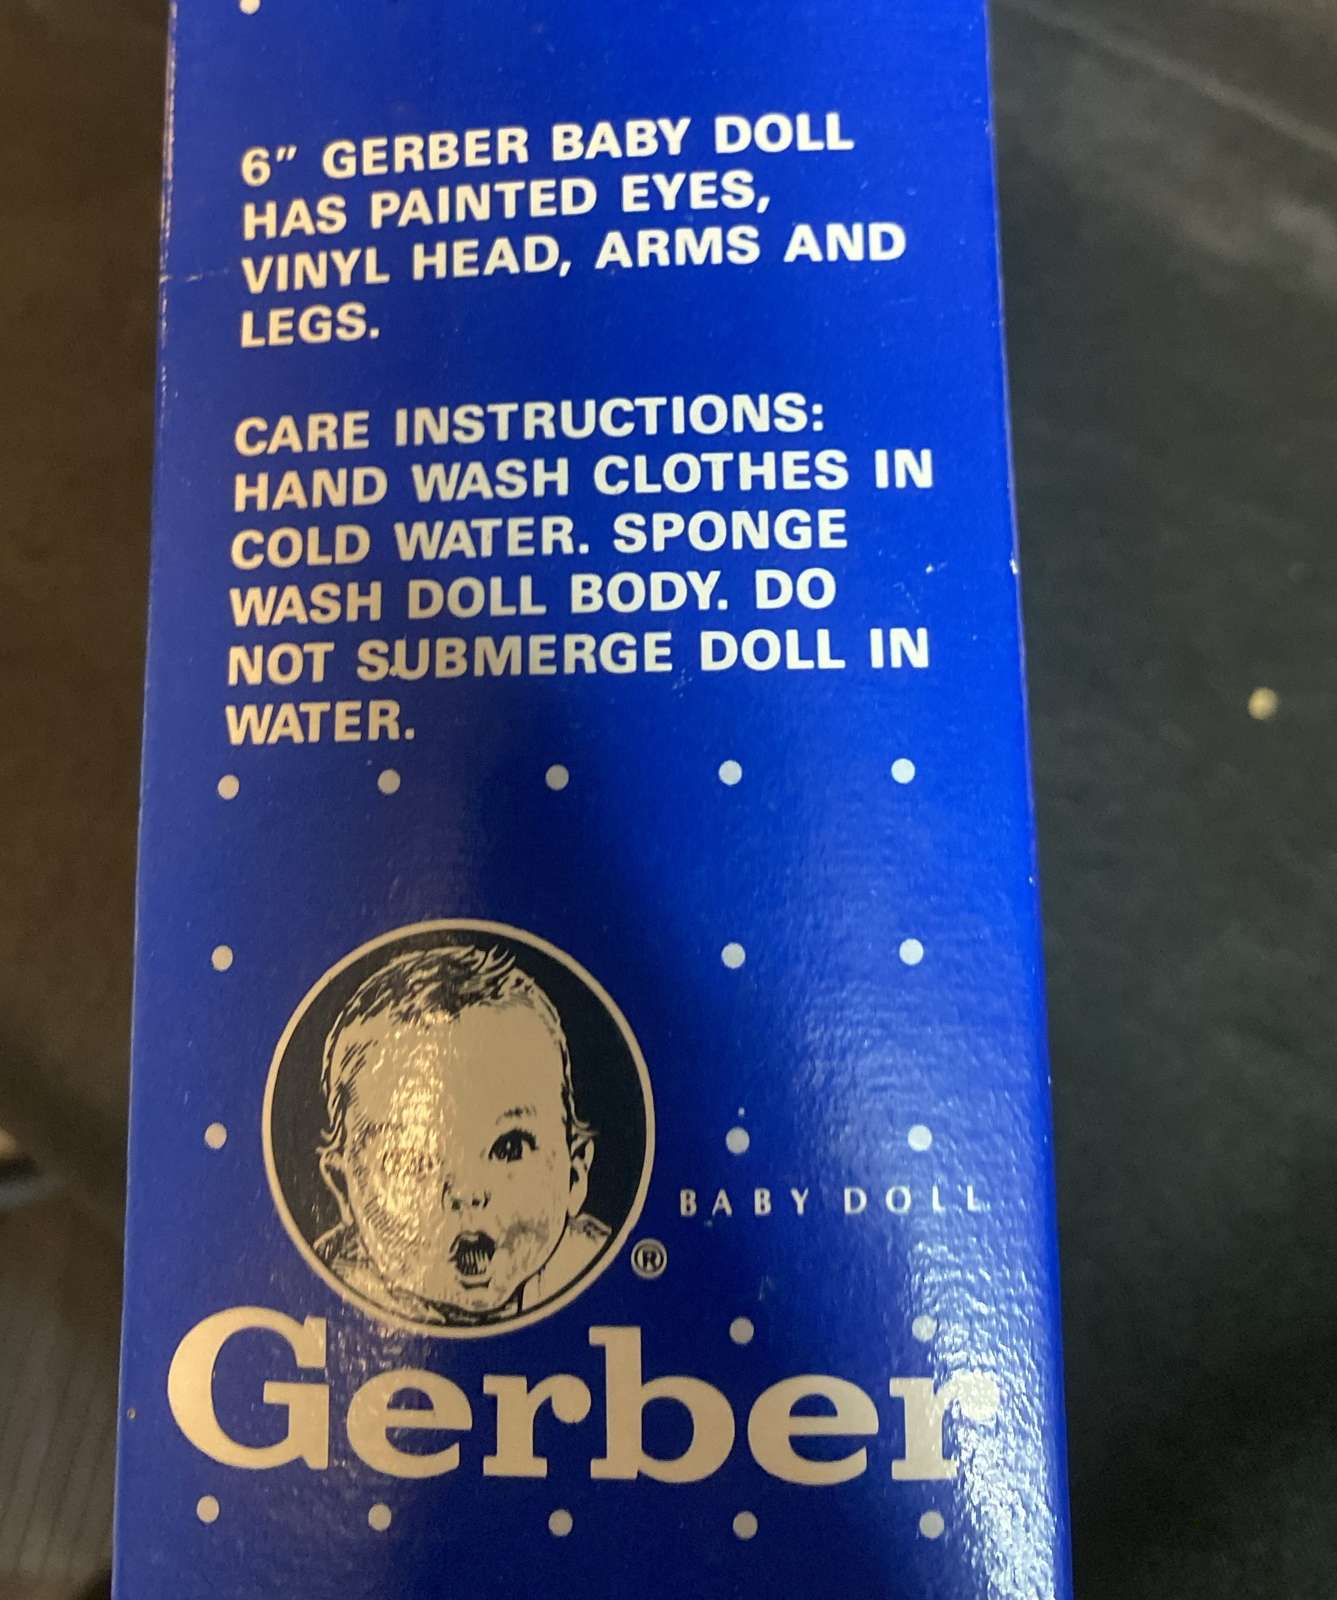 6" GERBER BABY DOLL
HAS PAINTED EYES,
VINYL HEAD, ARMS AND
LEGS.
CARE INSTRUCTIONS:
HAND WASH CLOTHES IN
COLD WATER. SPONGE
WASH DOLL BODY. DO
NOT SUBMERGE DOLL IN
WATER.
BABY DOLL
®
Gerber